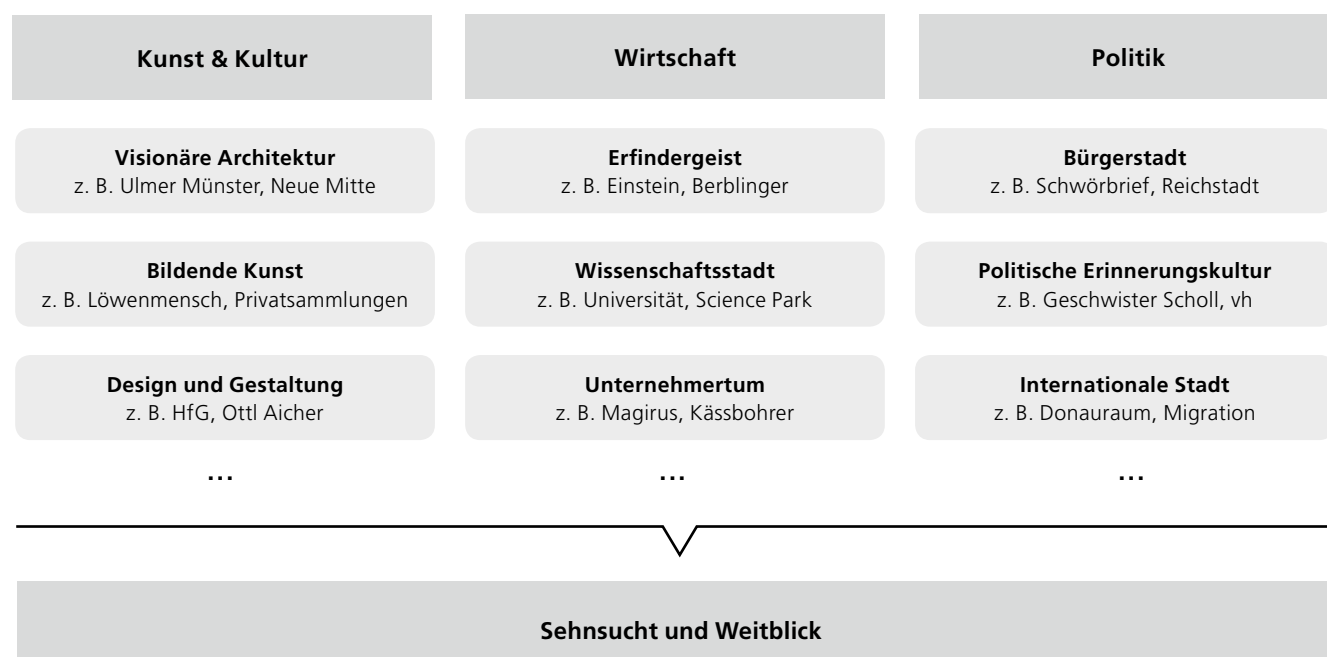 Kunst & Kultur
Visionäre Architektur
z. B. Ulmer Münster, Neue Mitte
Bildende Kunst
z. B. Löwenmensch, Privatsammlungen
Design und Gestaltung
z. B. HfG, Ottl Aicher
...
Wirtschaft
Erfindergeist
z. B. Einstein, Berblinger
Wissenschaftsstadt
z. B. Universität, Science Park
Unternehmertum
z. B. Magirus, Kässbohrer
...
Politik
Bürgerstadt
z. B. Schwörbrief, Reichstadt
Politische Erinnerungskultur
z. B. Geschwister Scholl, vh
Internationale Stadt
z. B. Donauraum, Migration
...
Sehnsucht und Weitblick